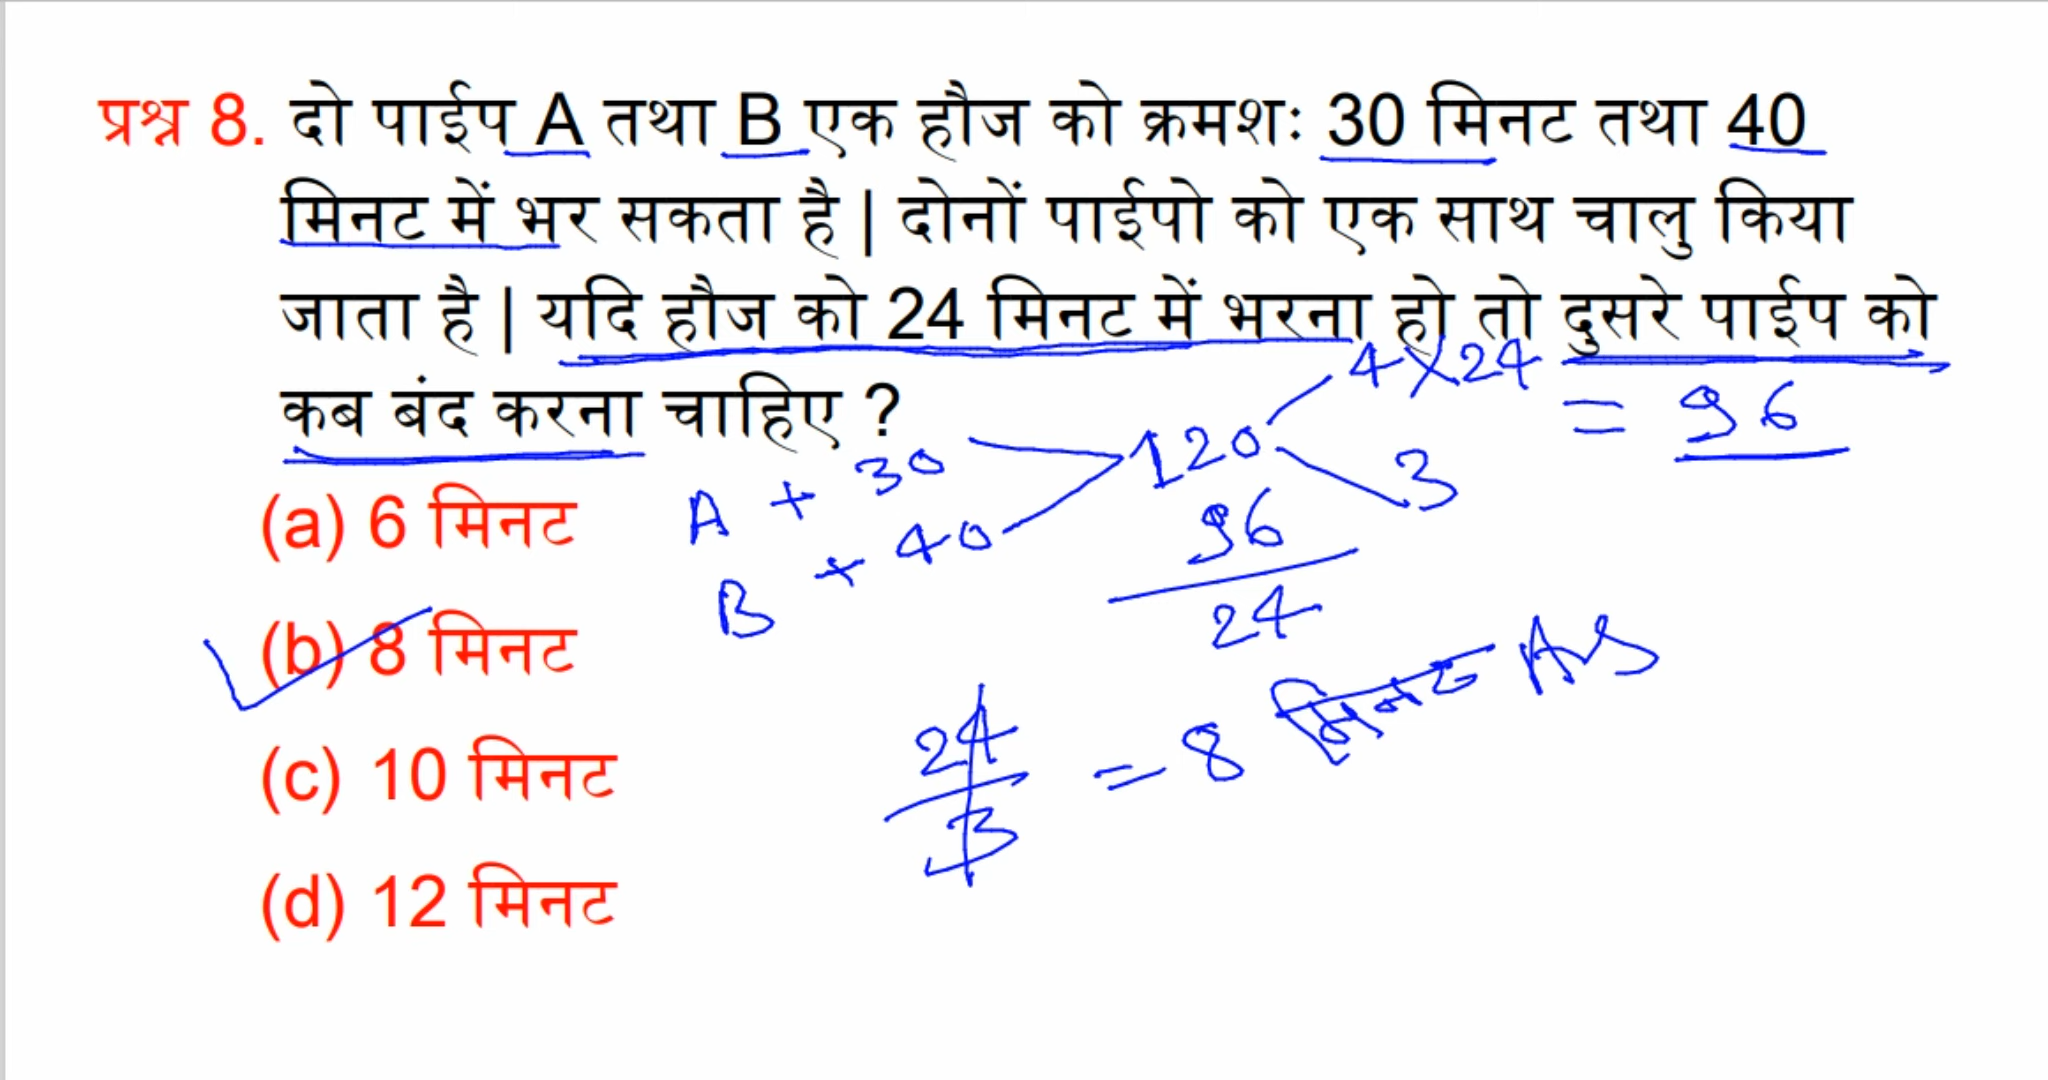 प्रश्न 8. दो पाईप A तथा B एक हौज को क्रमशः 30 मिनट तथा 40
मिनट में भर सकता है | दोनों पाईपो को एक साथ चालु किया
जाता है | यदि हौज को 24 मिनट में भरना हो तो दुसरे पाईप को
कब बंद करना चाहिए ?
4 × 24
= 96
A + 30
120
3
(a) 6 मिनट
B + 40
96
24
(b) 8 मिनट
24
3
= 8 मिनट Ans
(c) 10 मिनट
(d) 12 मिनट